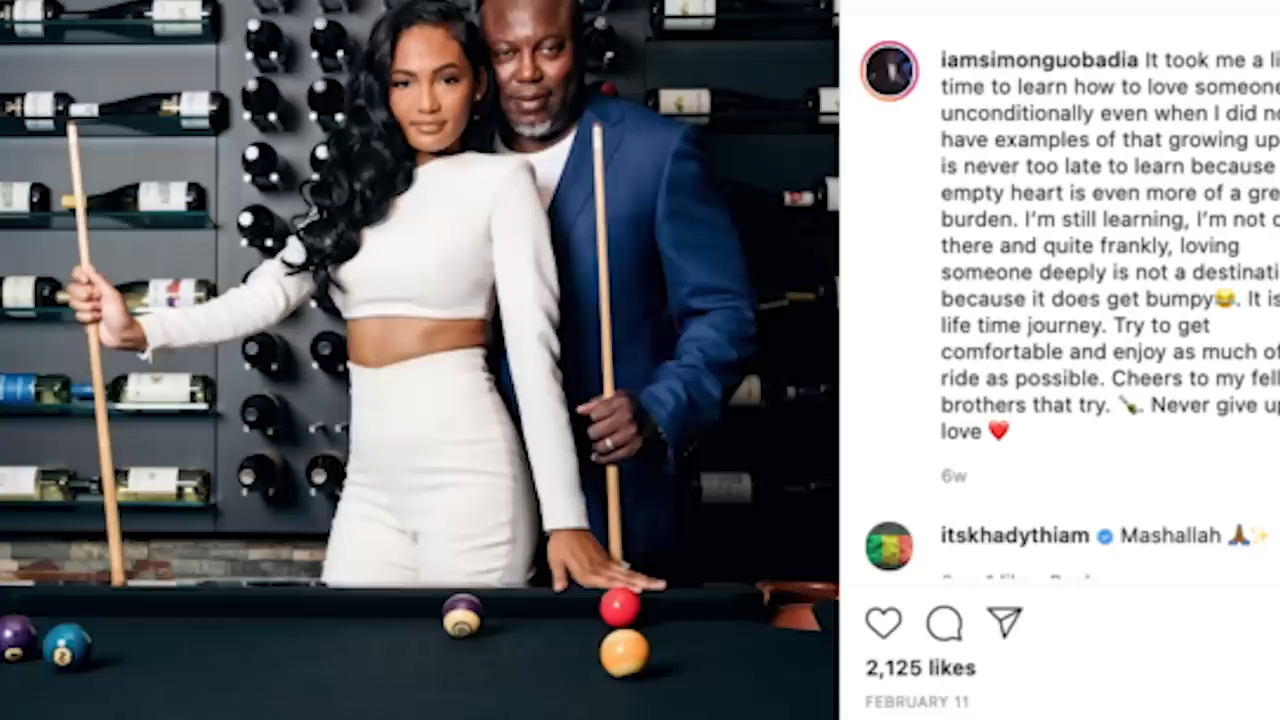 iamsimonguobadia It took me a li
time to learn how to love someone
unconditionally even when I did no
have examples of that growing up
is never too late to learn because
empty heart is even more of a gre
burden. I'm still learning, I'm not o
there and quite frankly, loving
someone deeply is not a destinati
because it does get bumpy😂. It is
life time journey. Try to get
comfortable and enjoy as much of
ride as possible. Cheers to my fell
brothers that try. 🍾. Never give up
love ❤️
6w
itskhadythiam Mashallah 🙏🏾✨
2,125 likes
FEBRUARY 11